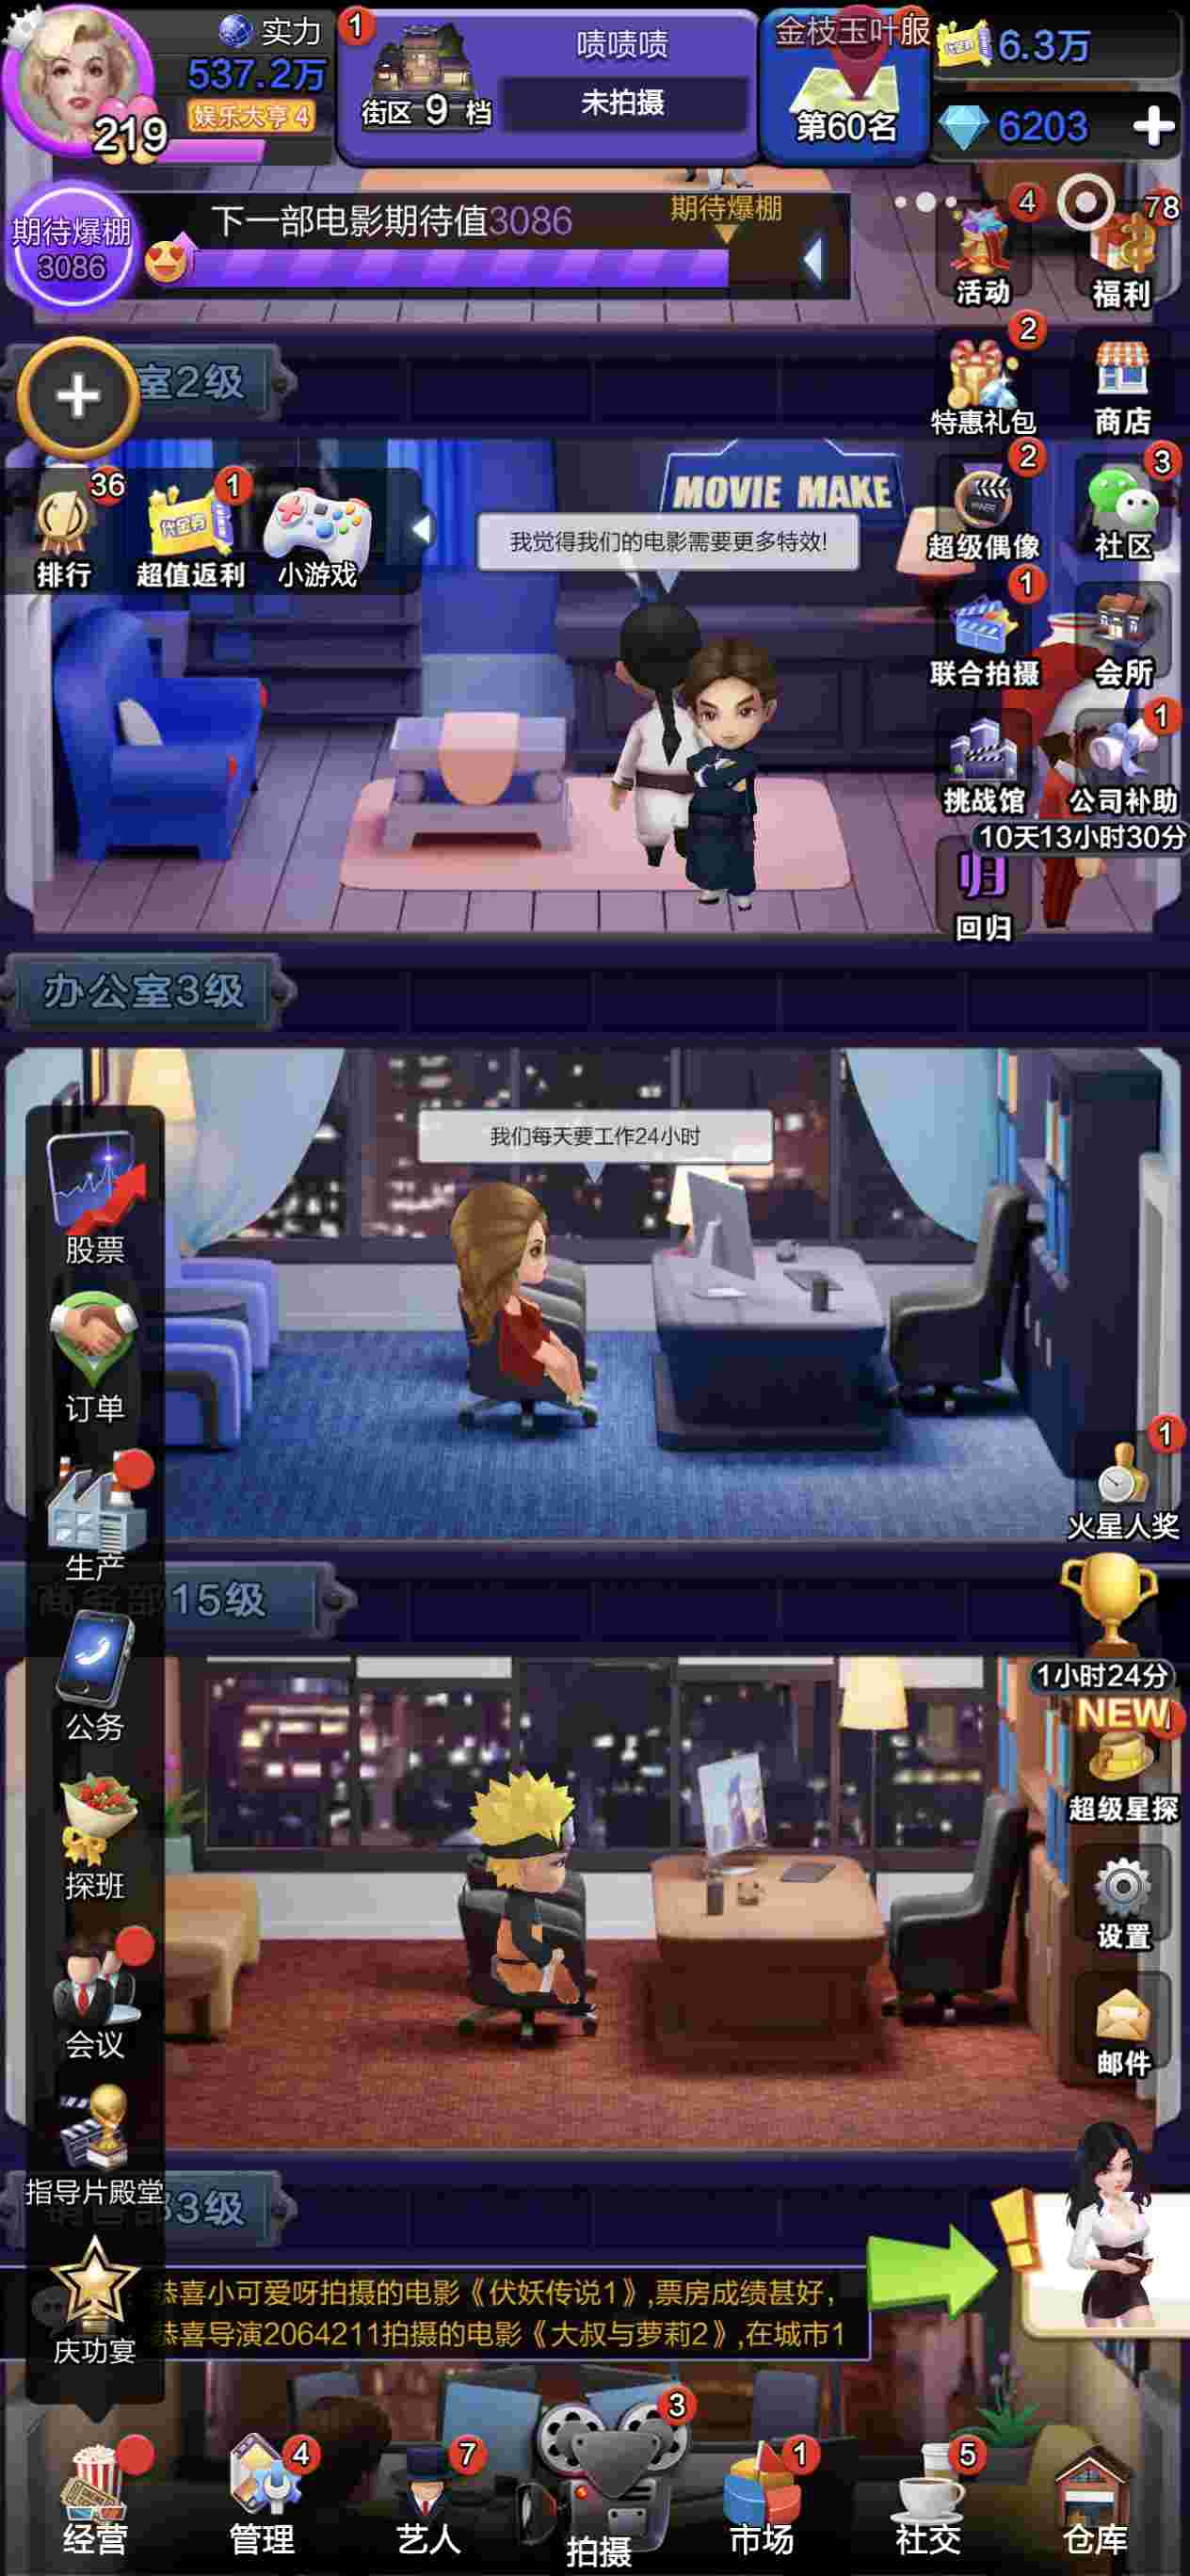 实力
537.2万
娱乐大亨 4
219
1
街区 9 档
啧啧啧
未拍摄
金枝玉叶服
第60名
6.3万
6203
期待爆棚
3086
下一部电影期待值3086
期待爆棚
4
活动
78
福利
室2级
2
特惠礼包
商店
36
排行
1
超值返利
小游戏
MOVIE MAKE
我觉得我们的电影需要更多特效!
2
超级偶像
3
社区
1
联合拍摄
会所
挑战馆
1
公司补助
10天13小时30分
归
回归
办公室3级
我们每天要工作24小时
股票
订单
生产
1
火星人奖
商务部15级
1小时24分
NEW
超级星探
公务
探班
设置
会议
邮件
指导片殿堂
3级
恭喜小可爱呀拍摄的电影《伏妖传说1》,票房成绩甚好,
恭喜导演2064211拍摄的电影《大叔与萝莉2》,在城市1
庆功宴
经营
4
管理
7
艺人
3
拍摄
1
市场
5
社交
仓库